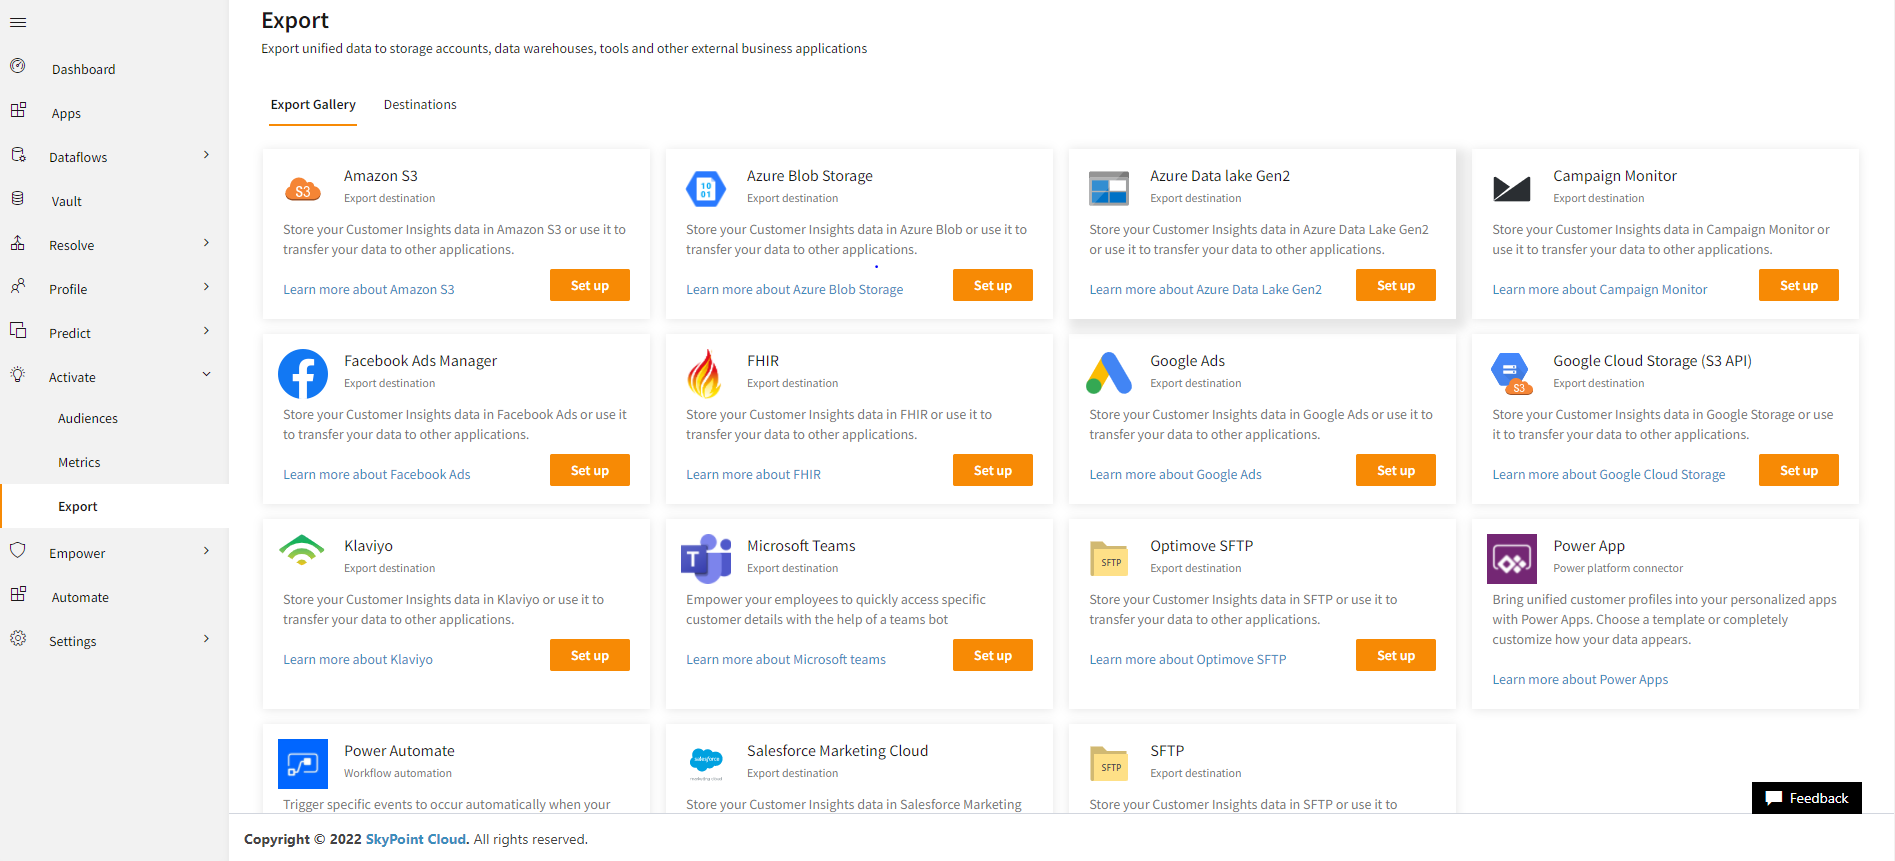 Export
Export unified data to storage accounts, data warehouses, tools and other external business applications
Dashboard
Apps
Dataflows
Vault
Resolve
Profile
Predict
Activate
Audiences
Metrics
Export
Empower
Automate
Settings
Export Gallery
Destinations
S3
Amazon S3
Export destination
Store your Customer Insights data in Amazon S3 or use it to
transfer your data to other applications.
Learn more about Amazon S3
Set up
10
01
Azure Blob Storage
Export destination
Store your Customer Insights data in Azure Blob or use it to
transfer your data to other applications.
Learn more about Azure Blob Storage
Set up
Azure Data lake Gen2
Export destination
Store your Customer Insights data in Azure Data Lake Gen2
or use it to transfer your data to other applications.
Learn more about Azure Data Lake Gen2
Set up
Campaign Monitor
Export destination
Store your Customer Insights data in Campaign Monitor or
use it to transfer your data to other applications.
Learn more about Campaign Monitor
Set up
Facebook Ads Manager
Export destination
Store your Customer Insights data in Facebook Ads or use it
to transfer your data to other applications.
Learn more about Facebook Ads
Set up
FHIR
Export destination
Store your Customer Insights data in FHIR or use it to
transfer your data to other applications.
Learn more about FHIR
Set up
Google Ads
Export destination
Store your Customer Insights data in Google Ads or use it to
transfer your data to other applications.
Learn more about Google Ads
Set up
S3
Google Cloud Storage (S3 API)
Export destination
Store your Customer Insights data in Google Storage or use
it to transfer your data to other applications.
Learn more about Google Cloud Storage
Set up
Klaviyo
Export destination
Store your Customer Insights data in Klaviyo or use it to
transfer your data to other applications.
Learn more about Klaviyo
Set up
T
Microsoft Teams
Export destination
Empower your employees to quickly access specific
customer details with the help of a teams bot
Learn more about Microsoft teams
Set up
SFTP
Optimove SFTP
Export destination
Store your Customer Insights data in SFTP or use it to
transfer your data to other applications.
Learn more about Optimove SFTP
Set up
Power App
Power platform connector
Bring unified customer profiles into your personalized apps
with Power Apps. Choose a template or completely
customize how your data appears.
Learn more about Power Apps
Power Automate
Workflow automation
Trigger specific events to occur automatically when your
salesforce
marketing cloud
Salesforce Marketing Cloud
Export destination
Store your Customer Insights data in Salesforce Marketing
SFTP
SFTP
Export destination
Store your Customer Insights data in SFTP or use it to
Feedback
Copyright © 2022 SkyPoint Cloud. All rights reserved.